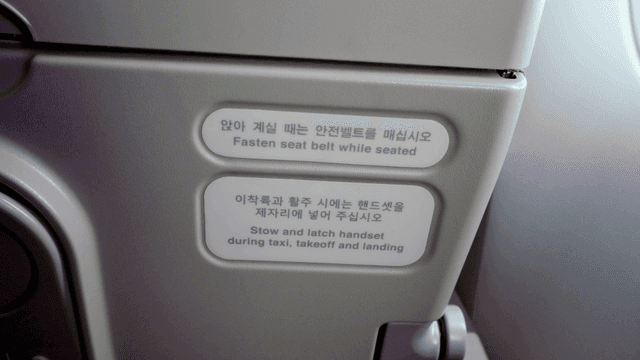 앉아 계실 때는 안전벨트를 매십시오
Fasten seat belt while seated
이착륙과 활주 시에는 핸드셋을
제자리에 넣어 주십시오
Stow and latch handset
during taxi, takeoff and landing